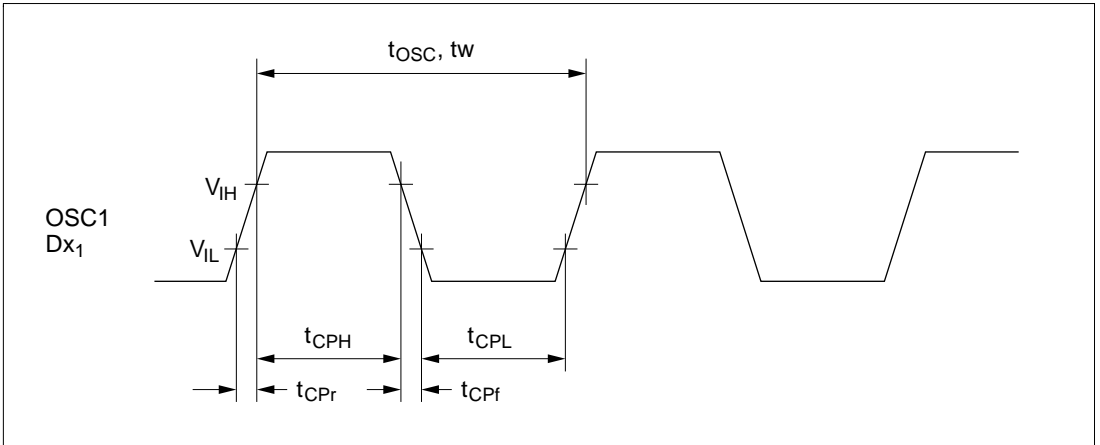 tOSC, tw
VIH
OSC1
Dx1
VIL
tCPH
tCPL
tCPr
tCPf